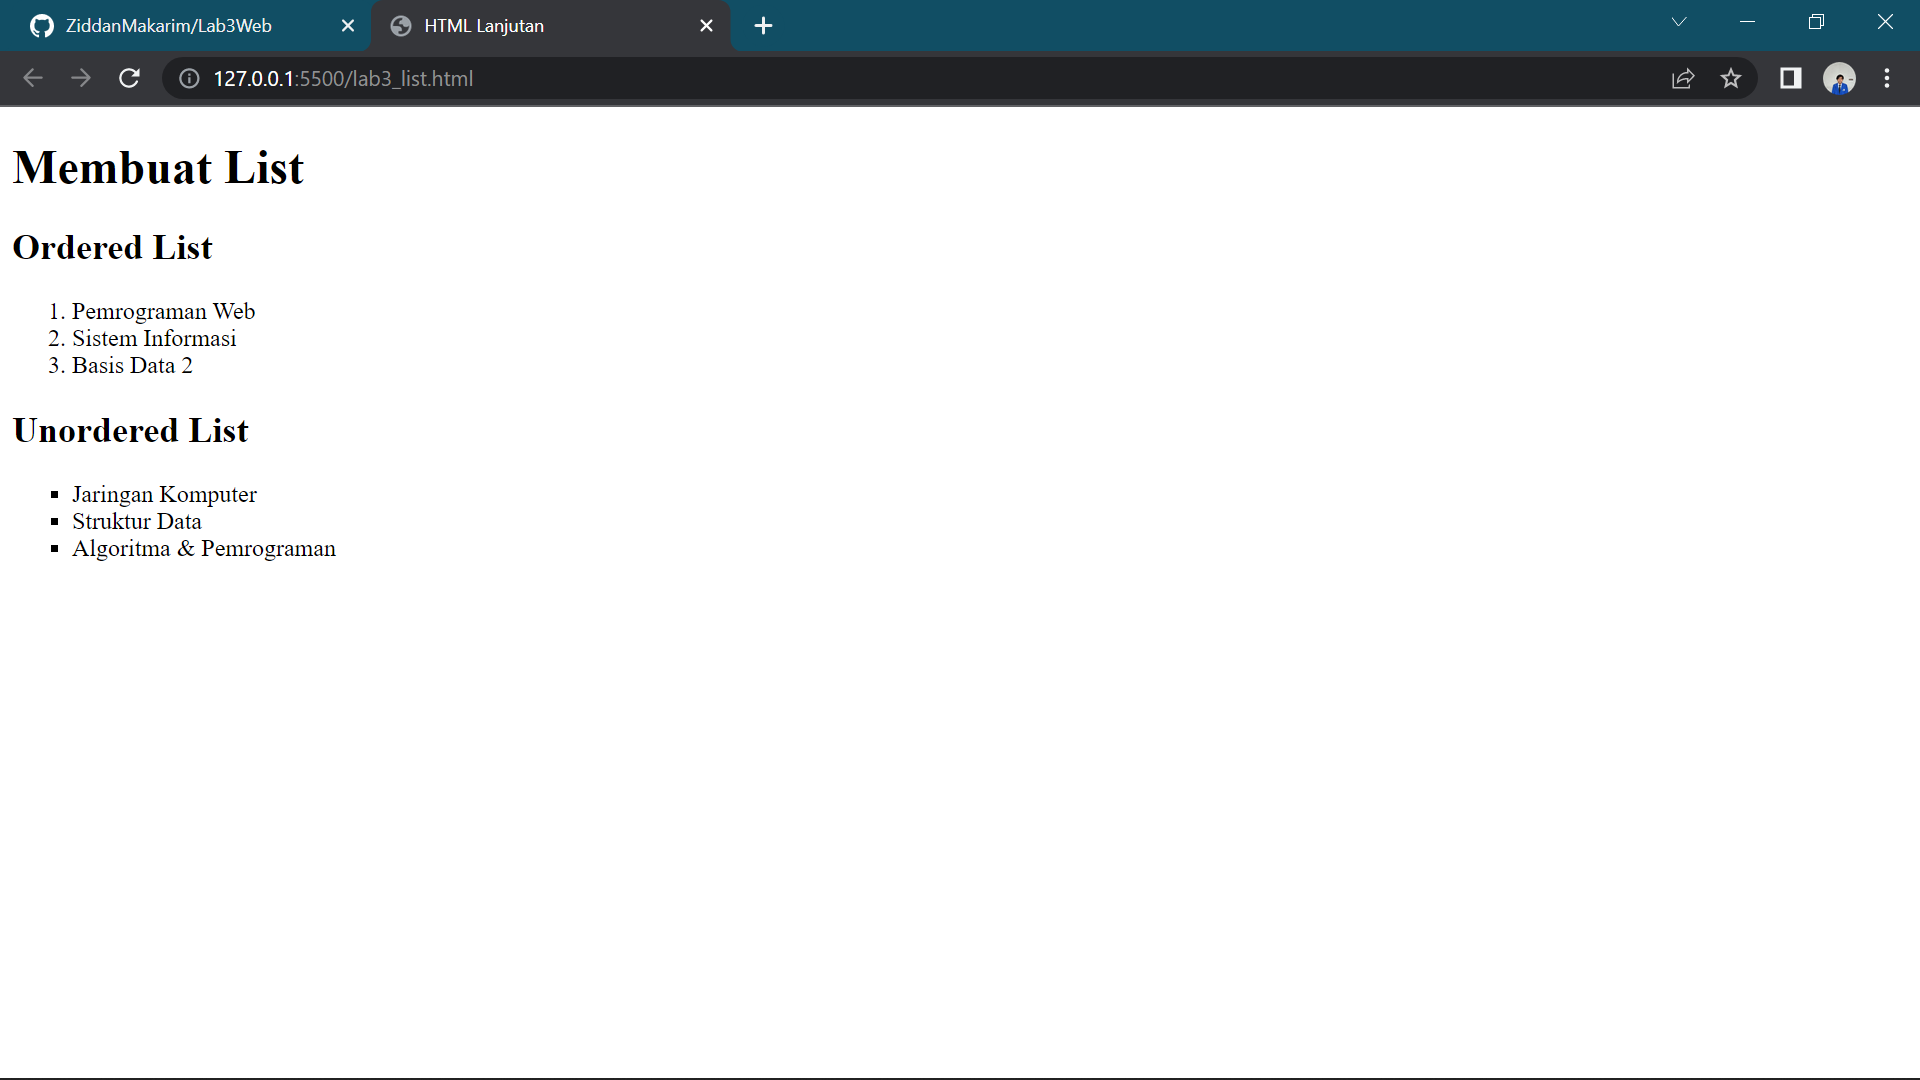 ZiddanMakarim/Lab3Web
HTML Lanjutan
127.0.0.1:5500/lab3_list.html
Membuat List
Ordered List
1. Pemrograman Web
2. Sistem Informasi
3. Basis Data 2
Unordered List
▪ Jaringan Komputer
▪ Struktur Data
▪ Algoritma & Pemrograman